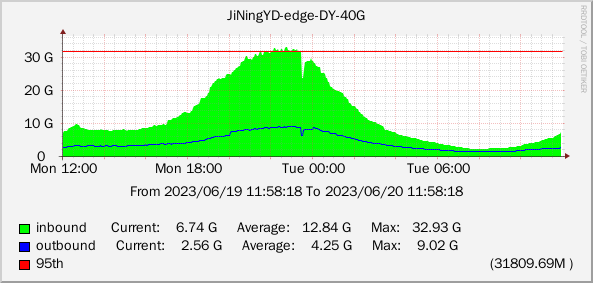 JiNingYD-edge-DY-40G
RRDTOOL / TOBI OETIKER
30 G
20 G
10 G
0
Mon 12:00 Mon 18:00 Tue 00:00 Tue 06:00
From 2023/06/19 11:58:18 To 2023/06/20 11:58:18
inbound Current: 6.74 G Average: 12.84 G Max: 32.93 G
outbound Current: 2.56 G Average: 4.25 G Max: 9.02 G
95th (31809.69M )